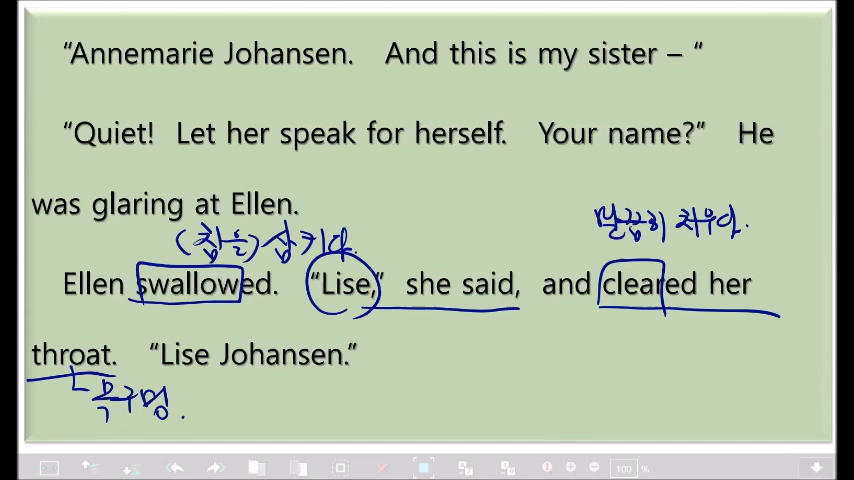 “Annemarie Johansen. And this is my sister – “
“Quiet! Let her speak for herself. Your name?” He
was glaring at Ellen.
말끔히 치우다.
(침을) 삼키다.
Ellen swallowed. “Lise,” she said, and cleared her
throat. “Lise Johansen.”
목구멍.
100 %